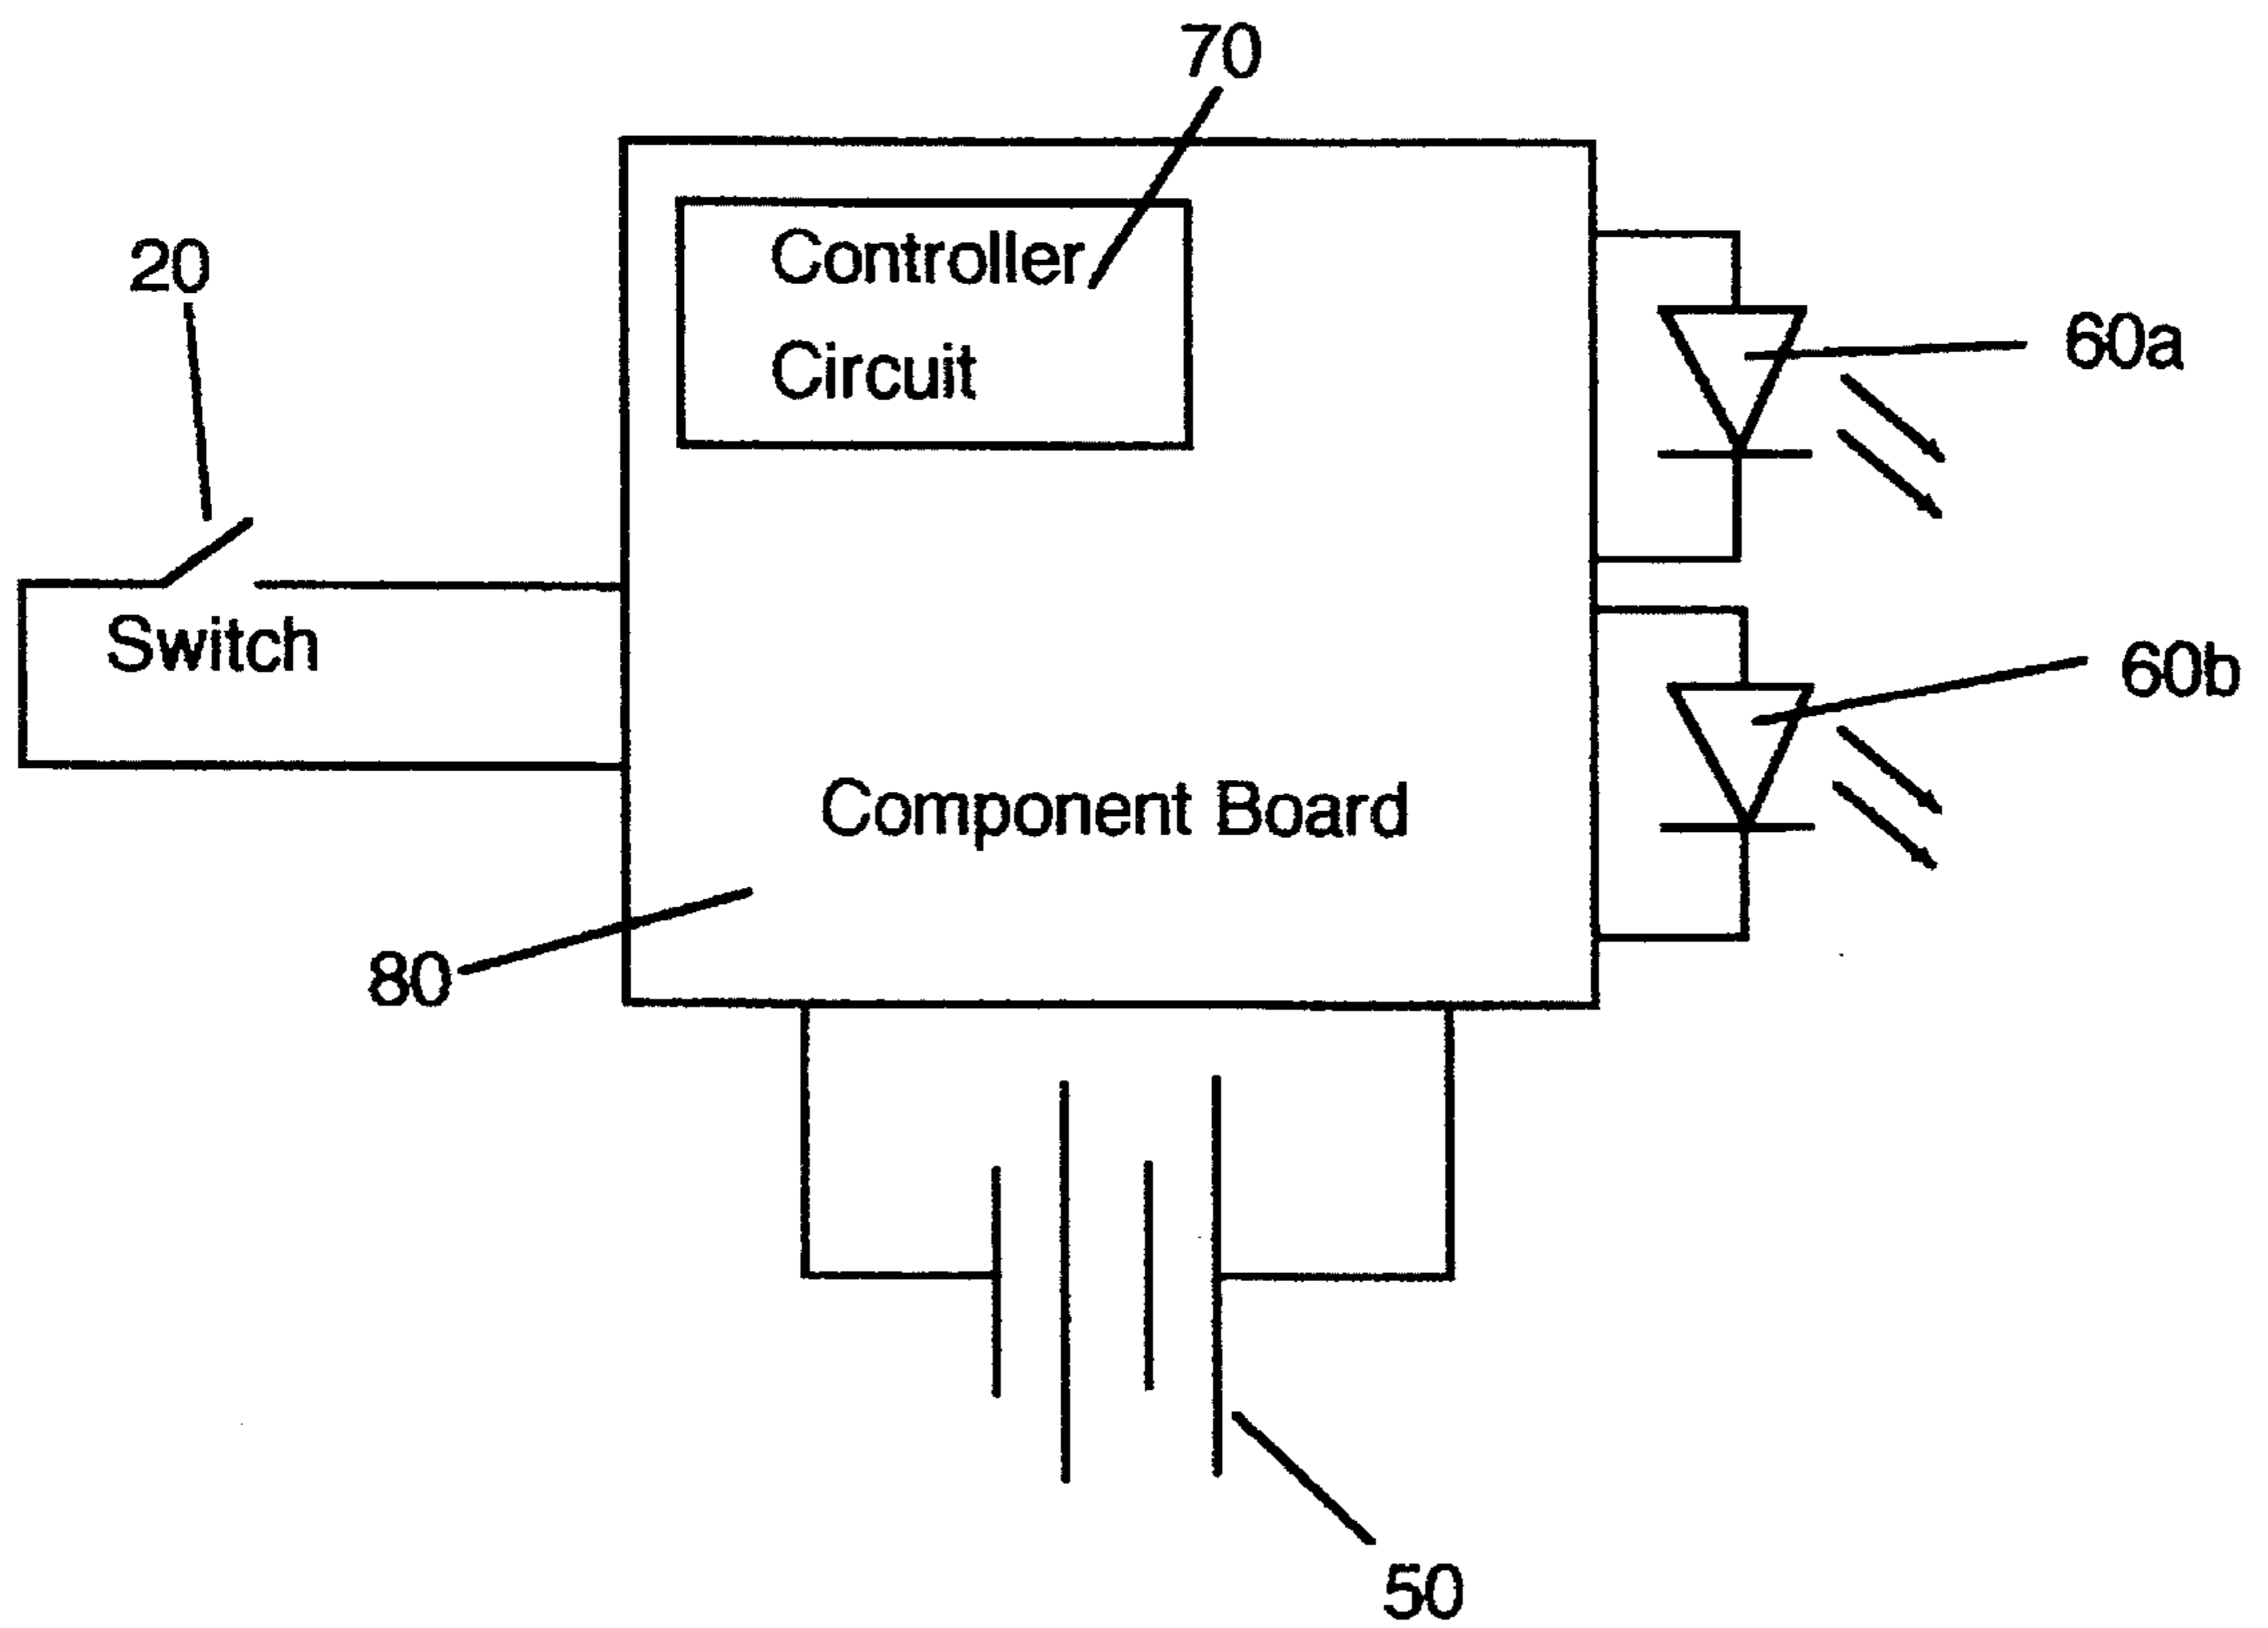 70
Controller
Circuit
20
60a
Switch
60b
Component Board
80
50